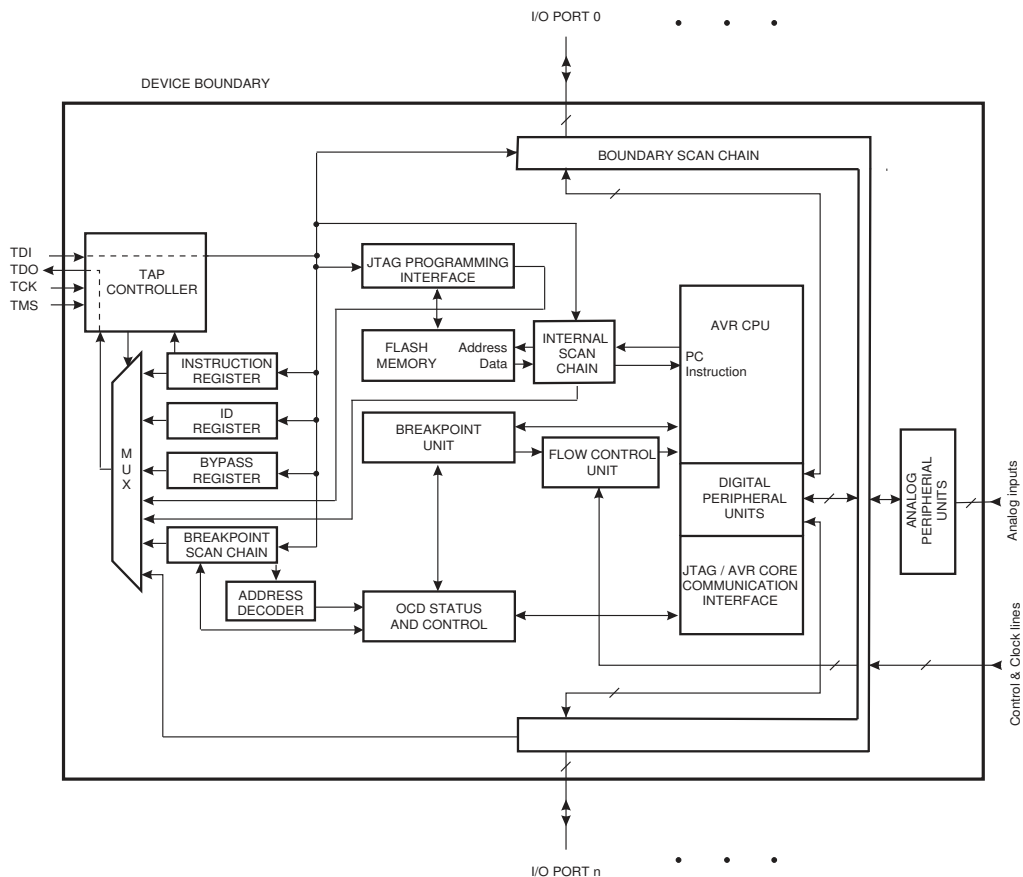 I/O PORT 0
DEVICE BOUNDARY
BOUNDARY SCAN CHAIN
TDI
TDO
TCK
TMS
TAP
CONTROLLER
JTAG PROGRAMMING
INTERFACE
AVR CPU
FLASH
MEMORY
Address
Data
INTERNAL
SCAN
CHAIN
PC
Instruction
INSTRUCTION
REGISTER
ID
REGISTER
BYPASS
REGISTER
MUX
BREAKPOINT
UNIT
FLOW CONTROL
UNIT
DIGITAL
PERIPHERAL
UNITS
ANALOG
PERIPHERIAL
UNITS
Analog inputs
BREAKPOINT
SCAN CHAIN
ADDRESS
DECODER
OCD STATUS
AND CONTROL
JTAG / AVR CORE
COMMUNICATION
INTERFACE
Control & Clock lines
I/O PORT n